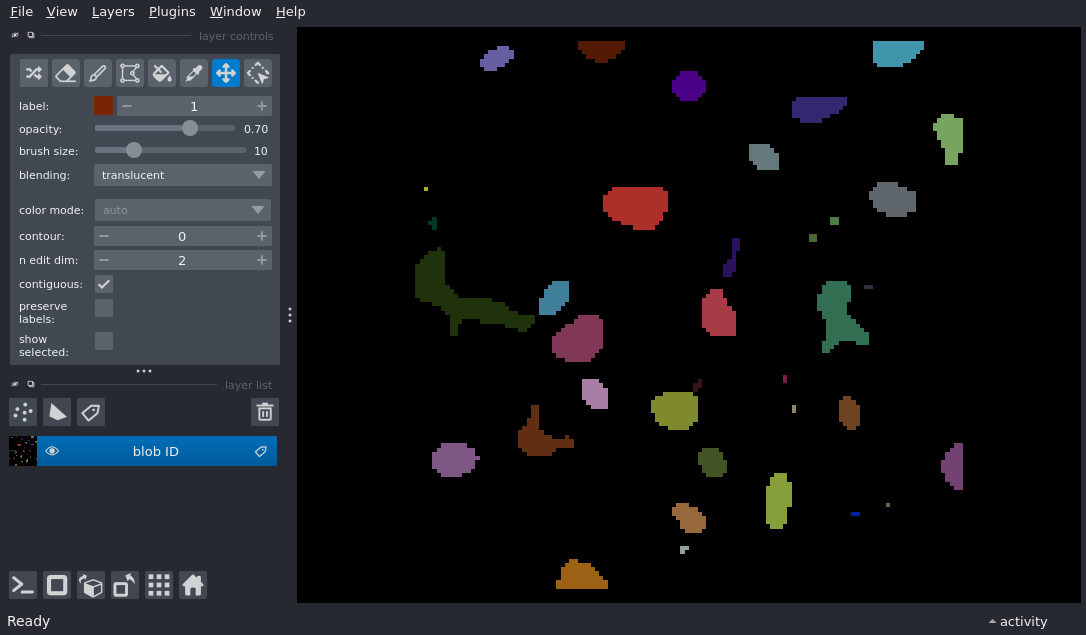 File View Layers Plugins Window Help
layer controls
label: 1
opacity: 0.70
brush size: 10
blending: translucent
color mode: auto
contour: 0
n edit dim: 2
contiguous:
preserve
labels:
show
selected:
layer list
blob ID
Ready
activity